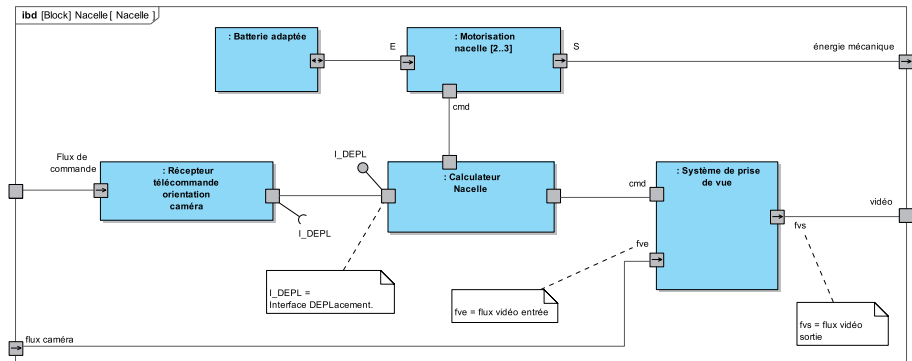 ibd [Block] Nacelle [ Nacelle ]
: Batterie adaptée
E
: Motorisation
nacelle [2..3]
S
énergie mécanique
cmd
Flux de
commande
: Récepteur
télécommande
orientation
caméra
I_DEPL
I_DEPL
: Calculateur
Nacelle
cmd
: Système de prise
de vue
vidéo
fvs
fve
I_DEPL =
Interface DEPLacement.
fve = flux vidéo entrée
fvs = flux vidéo
sortie
flux caméra